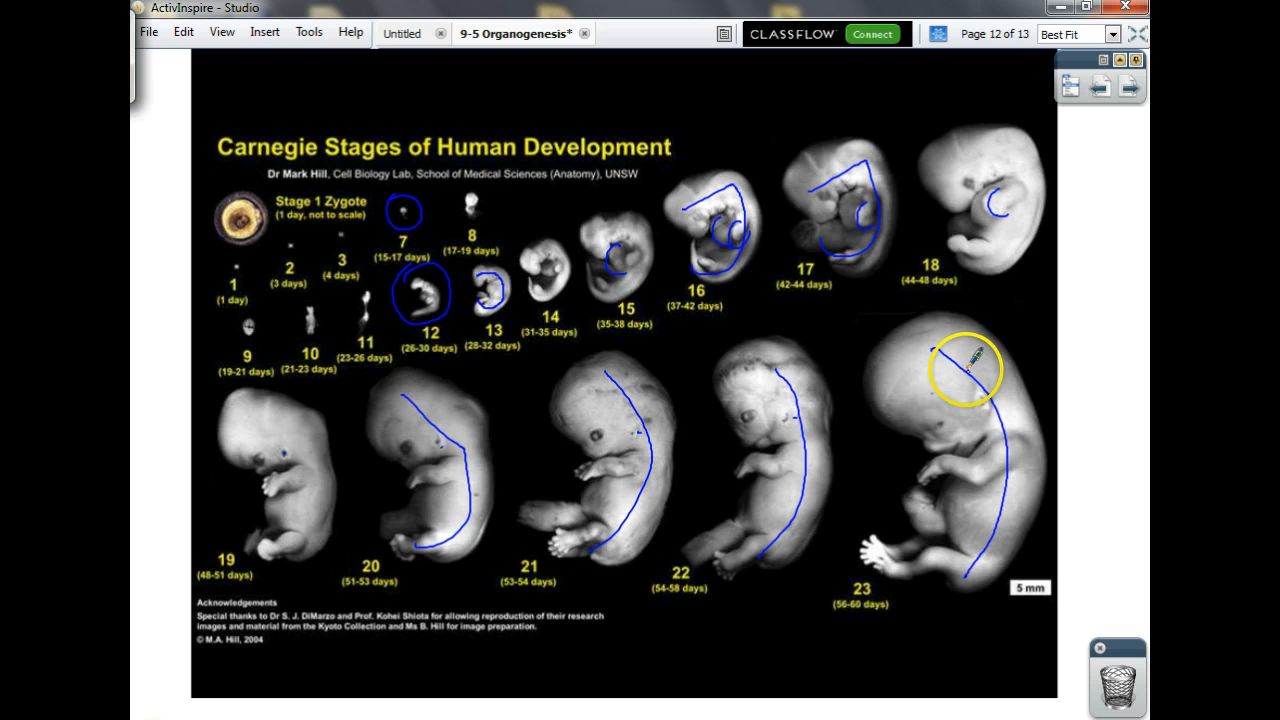 ActivInspire - Studio
File Edit View Insert Tools Help
Untitled
9-5 Organogenesis*
CLASSFLOW Connect
Page 12 of 13
Best Fit
Carnegie Stages of Human Development
Dr Mark Hill, Cell Biology Lab, School of Medical Sciences (Anatomy), UNSW
Stage 1 Zygote
(1 day, not to scale)
1
(1 day)
2
(3 days)
3
(4 days)
7
(15-17 days)
8
(17-19 days)
9
(19-21 days)
10
(21-23 days)
11
(23-26 days)
12
(26-30 days)
13
(28-32 days)
14
(31-35 days)
15
(35-38 days)
16
(37-42 days)
17
(42-44 days)
18
(44-48 days)
19
(48-51 days)
20
(51-53 days)
21
(53-54 days)
22
(54-58 days)
23
(56-60 days)
5 mm
Acknowledgements
Special thanks to Dr S. J. DiMarzo and Prof. Kohei Shiota for allowing reproduction of their research
images and material from the Kyoto Collection and Ms B. Hill for image preparation.
© M.A. Hill, 2004